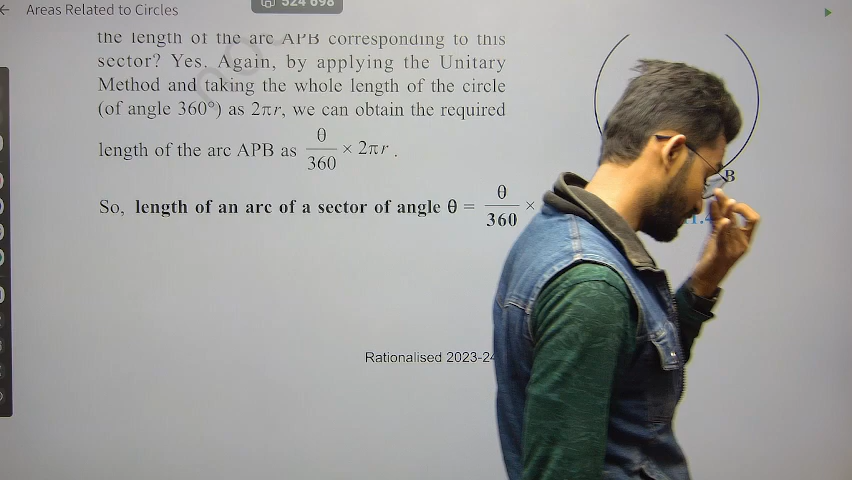 Areas Related to Circles
524 698
the length of the arc APB corresponding to this
sector? Yes. Again, by applying the Unitary
Method and taking the whole length of the circle
(of angle 360°) as 2πr, we can obtain the required
length of the arc APB as θ/360 × 2πr .
B
So, length of an arc of a sector of angle θ = θ/360 ×
Rationalised 2023-24